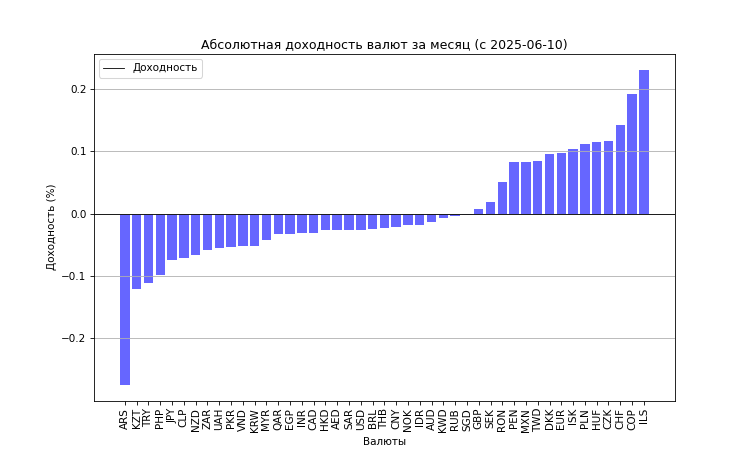 Абсолютная доходность валют за месяц (с 2025-06-10)
Доходность
Доходность (%)
0.2
0.1
0.0
−0.1
−0.2
ARS KZT TRY PHP JPY CLP NZD ZAR UAH PKR VND KRW MYR QAR EGP INR CAD HKD AED SAR USD BRL THB CNY NOK IDR AUD KWD RUB SGD GBP SEK RON PEN MXN TWD DKK EUR ISK PLN HUF CZK CHF COP ILS
Валюты